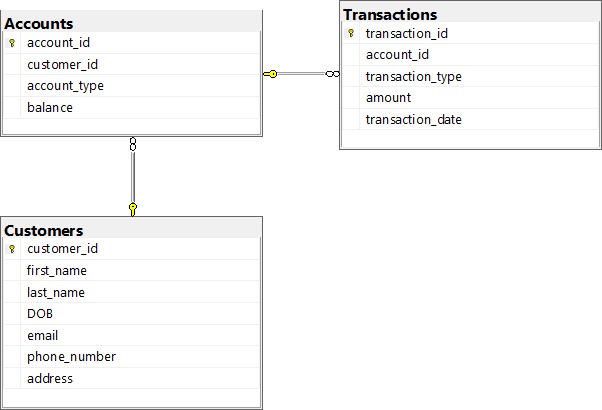 Accounts
account_id
customer_id
account_type
balance
Transactions
transaction_id
account_id
transaction_type
amount
transaction_date
Customers
customer_id
first_name
last_name
DOB
email
phone_number
address